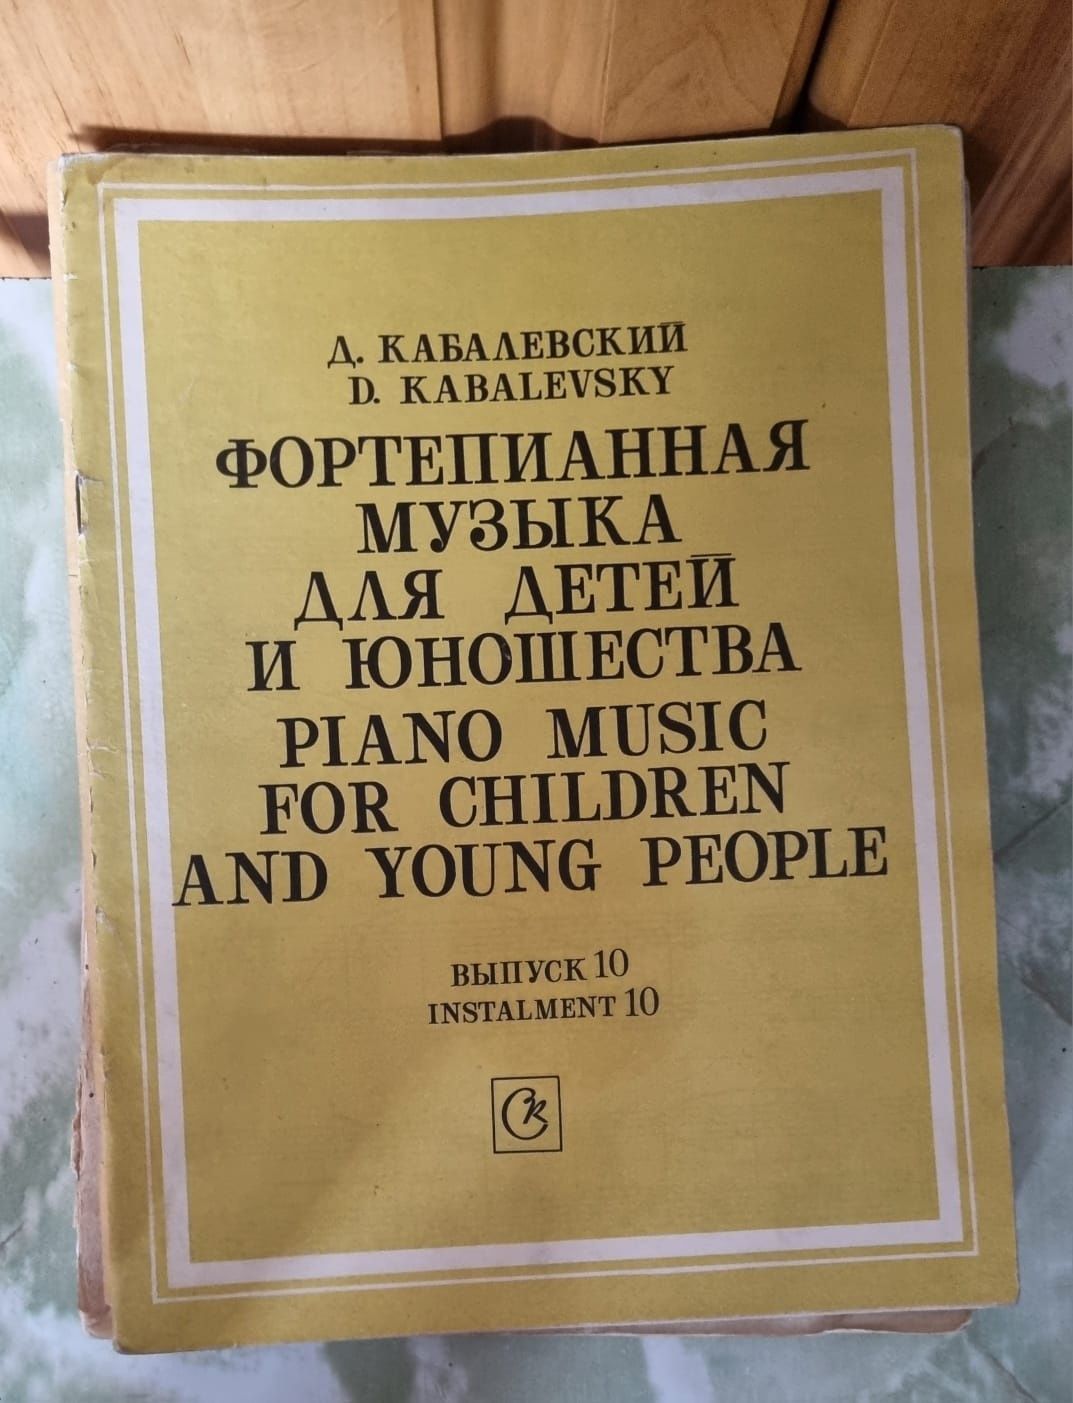 Д. КАБАЛЕВСКИЙ
D. KABALEVSKY
ФОРТЕПИАННАЯ
МУЗЫКА
ДЛЯ ДЕТЕЙ
И ЮНОШЕСТВА
PIANO MUSIC
FOR CHILDREN
AND YOUNG PEOPLE
ВЫПУСК 10
INSTALMENT 10